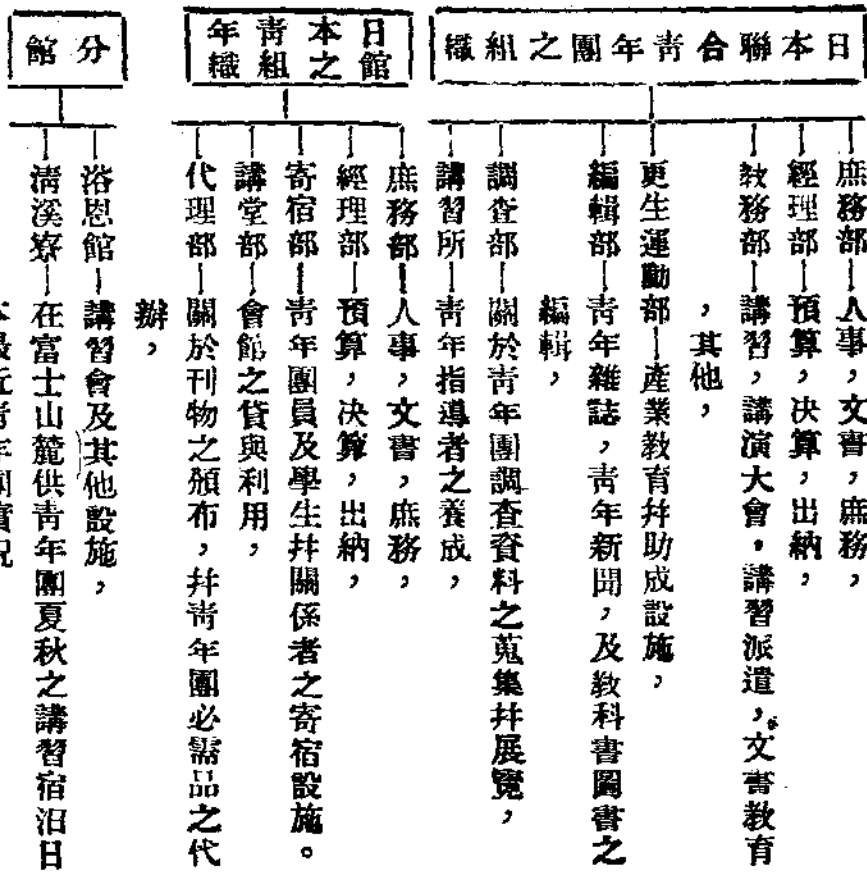 日本聯合青年團之組織
庶務部—人事,文書,庶務,
經理部—預算,決算,出納,
教務部—講習,講演大會,講習派遣,文書教育
,其他,
更生運動部—產業教育幷助成設施,
編輯部—青年雜誌,青年新聞,及敎科書圖書之
編輯,
調查部—關於青年團調查資料之蒐集幷展覽,
講習所—青年指導者之養成,
日本青年館之組織
庶務部—人事,文書,庶務,
經理部—預算,決算,出納,
寄宿部—青年團員及學生幷關係者之寄宿設施。
講堂部—會館之貸與利用,
代理部—關於刊物之頒布,幷青年團必需品之代
辦,
分館
浴恩館—講習會及其他設施,
淸溪寮—在富士山麓供青年團夏秋之講習宿泊日
本最近青年團實況